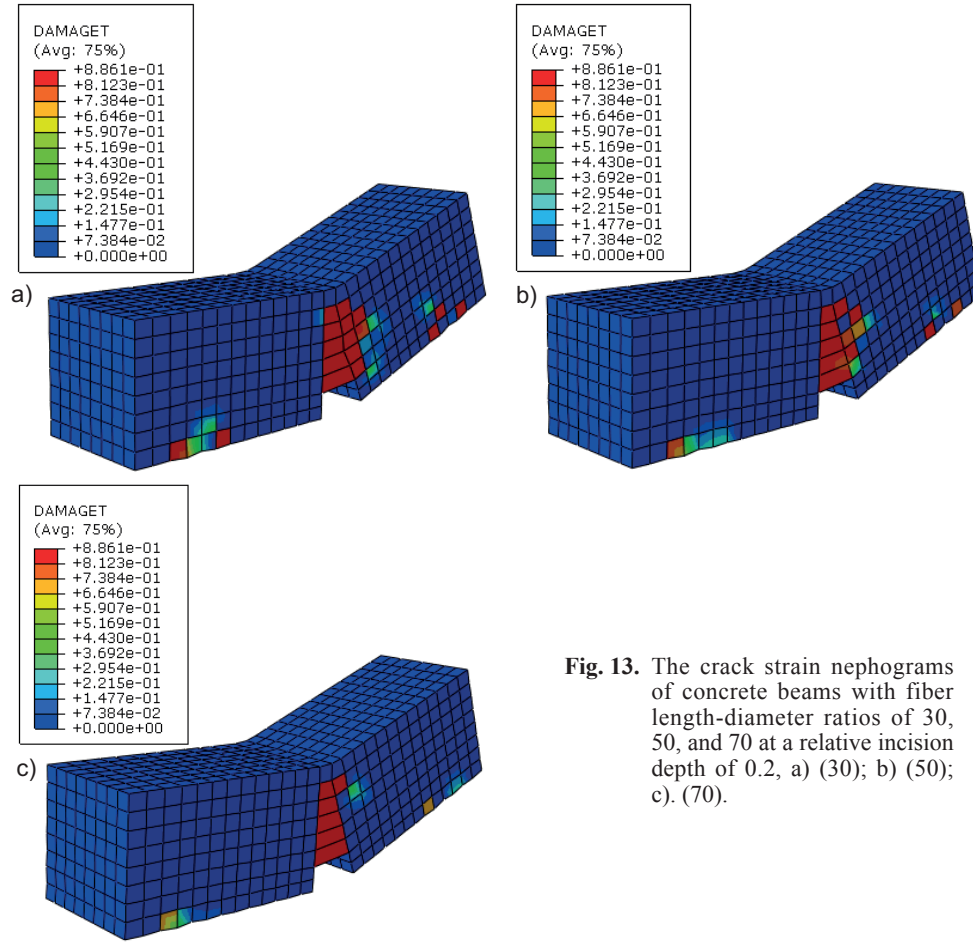 DAMAGET
(Avg: 75%)
+8.861e-01
+8.123e-01
+7.384e-01
+6.646e-01
+5.907e-01
+5.169e-01
+4.430e-01
+3.692e-01
+2.954e-01
+2.215e-01
+1.477e-01
+7.384e-02
+0.000e+00
a)
DAMAGET
(Avg: 75%)
+8.861e-01
+8.123e-01
+7.384e-01
+6.646e-01
+5.907e-01
+5.169e-01
+4.430e-01
+3.692e-01
+2.954e-01
+2.215e-01
+1.477e-01
+7.384e-02
+0.000e+00
b)
DAMAGET
(Avg: 75%)
+8.861e-01
+8.123e-01
+7.384e-01
+6.646e-01
+5.907e-01
+5.169e-01
+4.430e-01
+3.692e-01
+2.954e-01
+2.215e-01
+1.477e-01
+7.384e-02
+0.000e+00
c)
Fig. 13. The crack strain nephograms
of concrete beams with fiber
length-diameter ratios of 30,
50, and 70 at a relative incision
depth of 0.2, a) (30); b) (50);
c). (70).